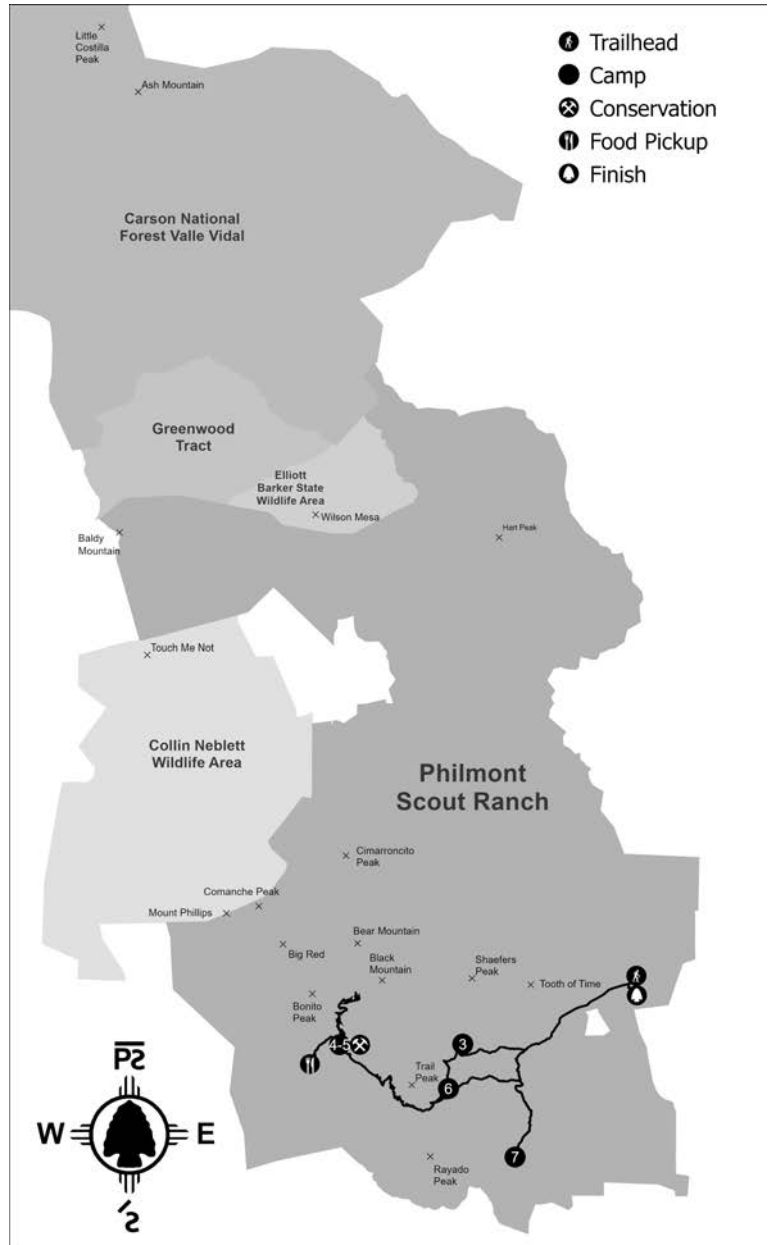 Little
Costilla
Peak
Ash Mountain
Trailhead
Camp
Conservation
Food Pickup
Finish
Carson National
Forest Valle Vidal
Greenwood
Tract
Elliott
Barker State
Wildlife Area
Wilson Mesa
Hart Peak
Baldy
Mountain
Touch Me Not
Collin Neblett
Wildlife Area
Philmont
Scout Ranch
Cimarroncito
Peak
Comanche Peak
Mount Phillips
Bear Mountain
Big Red
Black
Mountain
Shaefers
Peak
Tooth of Time
Bonito
Peak
4-5
3
Trail
Peak
6
7
Rayado
Peak
W
E